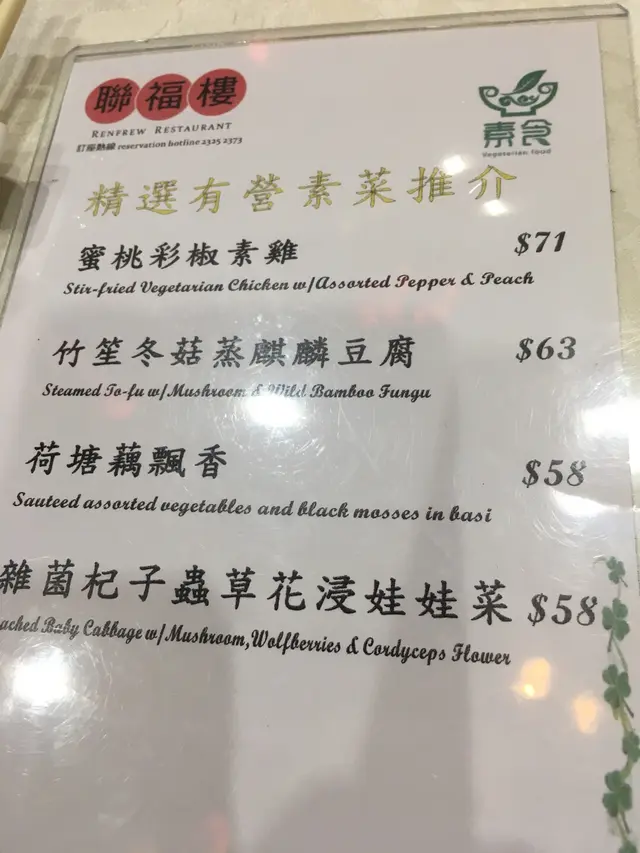 聯福樓
RENFREW RESTAURANT
訂座熱線 reservation hotline 2325 2373
素食
Vegetarian food
精選有營素菜推介
蜜桃彩椒素雞 $71
Stir-fried Vegetarian Chicken w/Assorted Pepper & Peach
竹笙冬菇蒸麒麟豆腐 $63
Steamed To-fu w/Mushroom & Wild Bamboo Fungu
荷塘藕飄香 $58
Sauteed assorted vegetables and black mosses in basi
雜菌杞子蟲草花浸娃娃菜 $58
ached Baby Cabbage w/Mushroom,Wolfberries & Cordyceps Flower